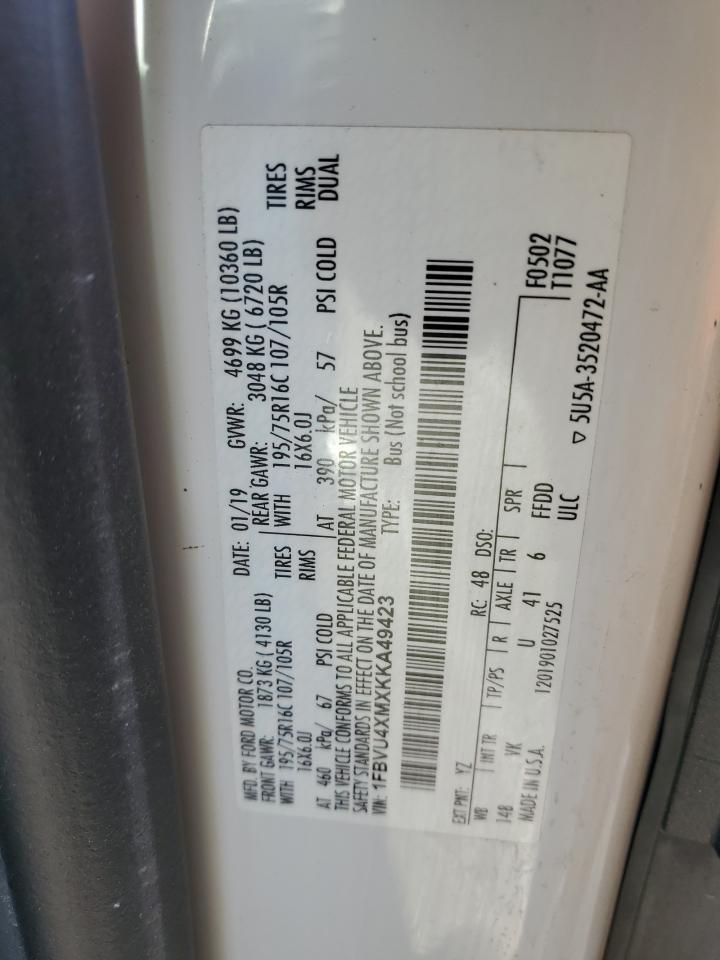 MFD. BY FORD MOTOR CO.
DATE: 01/19 GVWR: 4699 KG (10360 LB)
FRONT GAWR: 1873 KG ( 4130 LB) REAR GAWR: 3048 KG ( 6720 LB)
WITH 195/75R16C 107/105R TIRES WITH 195/75R16C 107/105R TIRES
16X6.0J RIMS 16X6.0J RIMS
AT 460 kPa/ 67 PSI COLD AT 390 kPa/ 57 PSI COLD DUAL
THIS VEHICLE CONFORMS TO ALL APPLICABLE FEDERAL MOTOR VEHICLE
SAFETY STANDARDS IN EFFECT ON THE DATE OF MANUFACTURE SHOWN ABOVE.
VIN: 1FBVU4XMXKKA49423 TYPE: Bus (Not school bus)
EXT PNT: YZ RC: 48 DSO:
WB INT TR TP/PS R AXLE TR SPR F0502
148 VK U 41 6 FFDD T1077
MADE IN U.S.A. 1201901027525 ULC
▽ 5U5A-3520472-AA